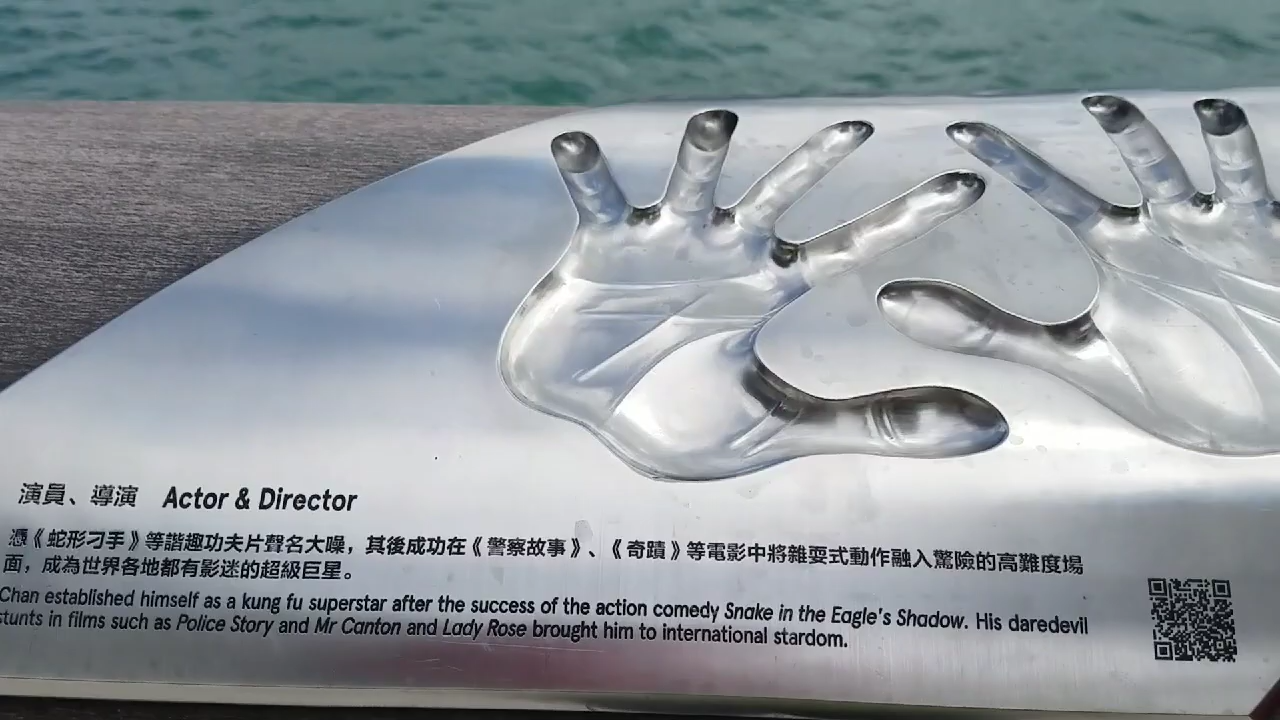 演員、導演 Actor & Director
憑《蛇形刁手》等諧趣功夫片聲名大噪，其後成功在《警察故事》、《奇蹟》等電影中將雜耍式動作融入驚險的高難度場
面，成為世界各地都有影迷的超級巨星。
Chan established himself as a kung fu superstar after the success of the action comedy Snake in the Eagle's Shadow. His daredevil
stunts in films such as Police Story and Mr Canton and Lady Rose brought him to international stardom.